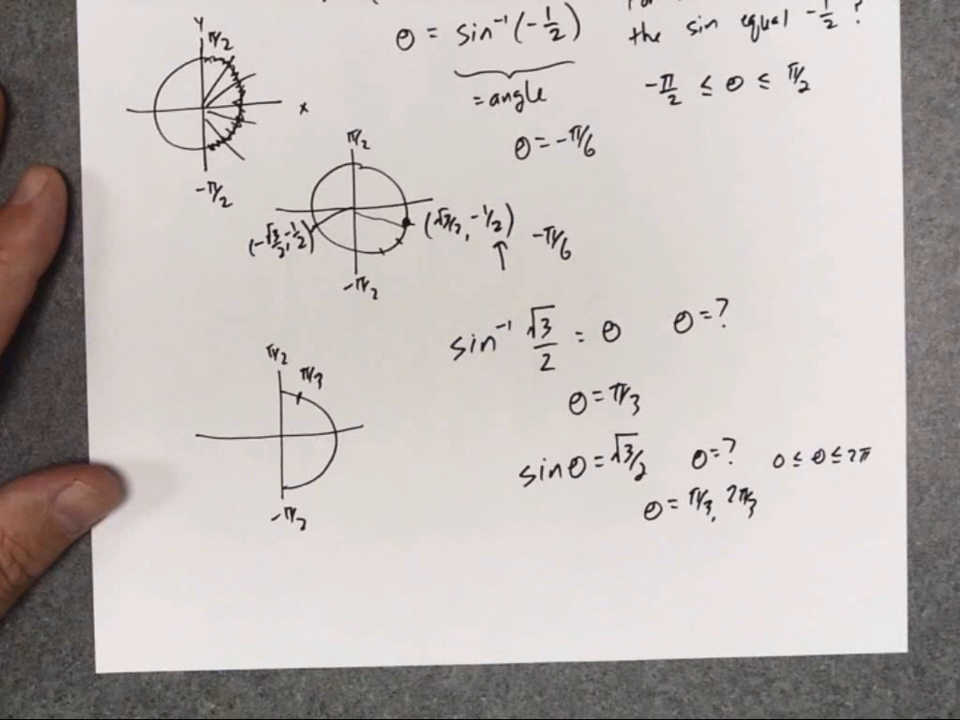 θ = sin⁻¹(-1/2)
the sin equal -1/2 ?
= angle
-π/2 ≤ θ ≤ π/2
θ = -π/6
y
π/2
x
-π/2
π/2
(-√3/2, -1/2)
(√3/2, -1/2)
-π/6
↑
-π/2
sin⁻¹ √3/2 = θ θ = ?
θ = π/3
π/2
π/3
-π/2
sin θ = √3/2 θ = ? 0 ≤ θ ≤ 2π
θ = π/3, 2π/3